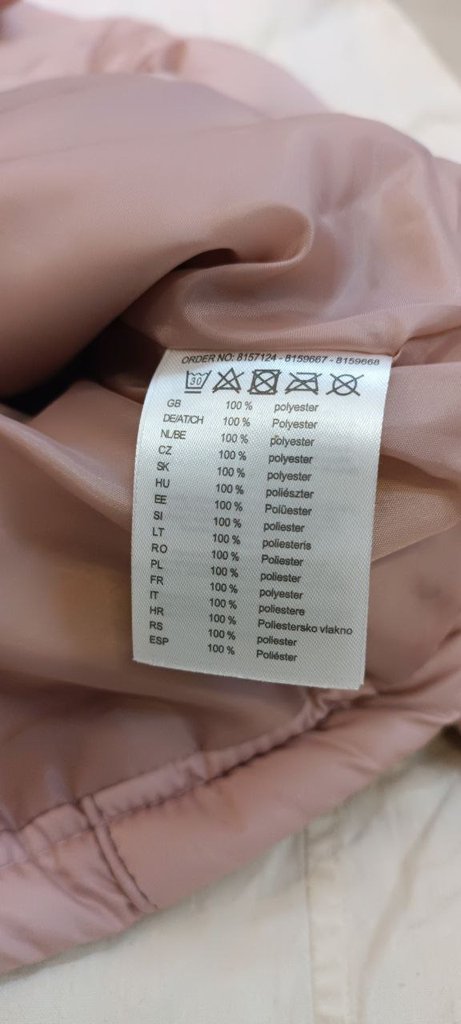 ORDER NO: 8157124 - 8159667 - 8159668
30
GB 100 % polyester
DE/AT/CH 100 % Polyester
NL/BE 100 % polyester
CZ 100 % polyester
SK 100 % polyester
HU 100 % poliészter
EE 100 % Polüester
SI 100 % poliester
LT 100 % poliesteris
RO 100 % Poliester
PL 100 % poliester
FR 100 % polyester
IT 100 % poliestere
HR 100 % Poliestersko vlakno
RS 100 % poliester
ESP 100 % Poliéster